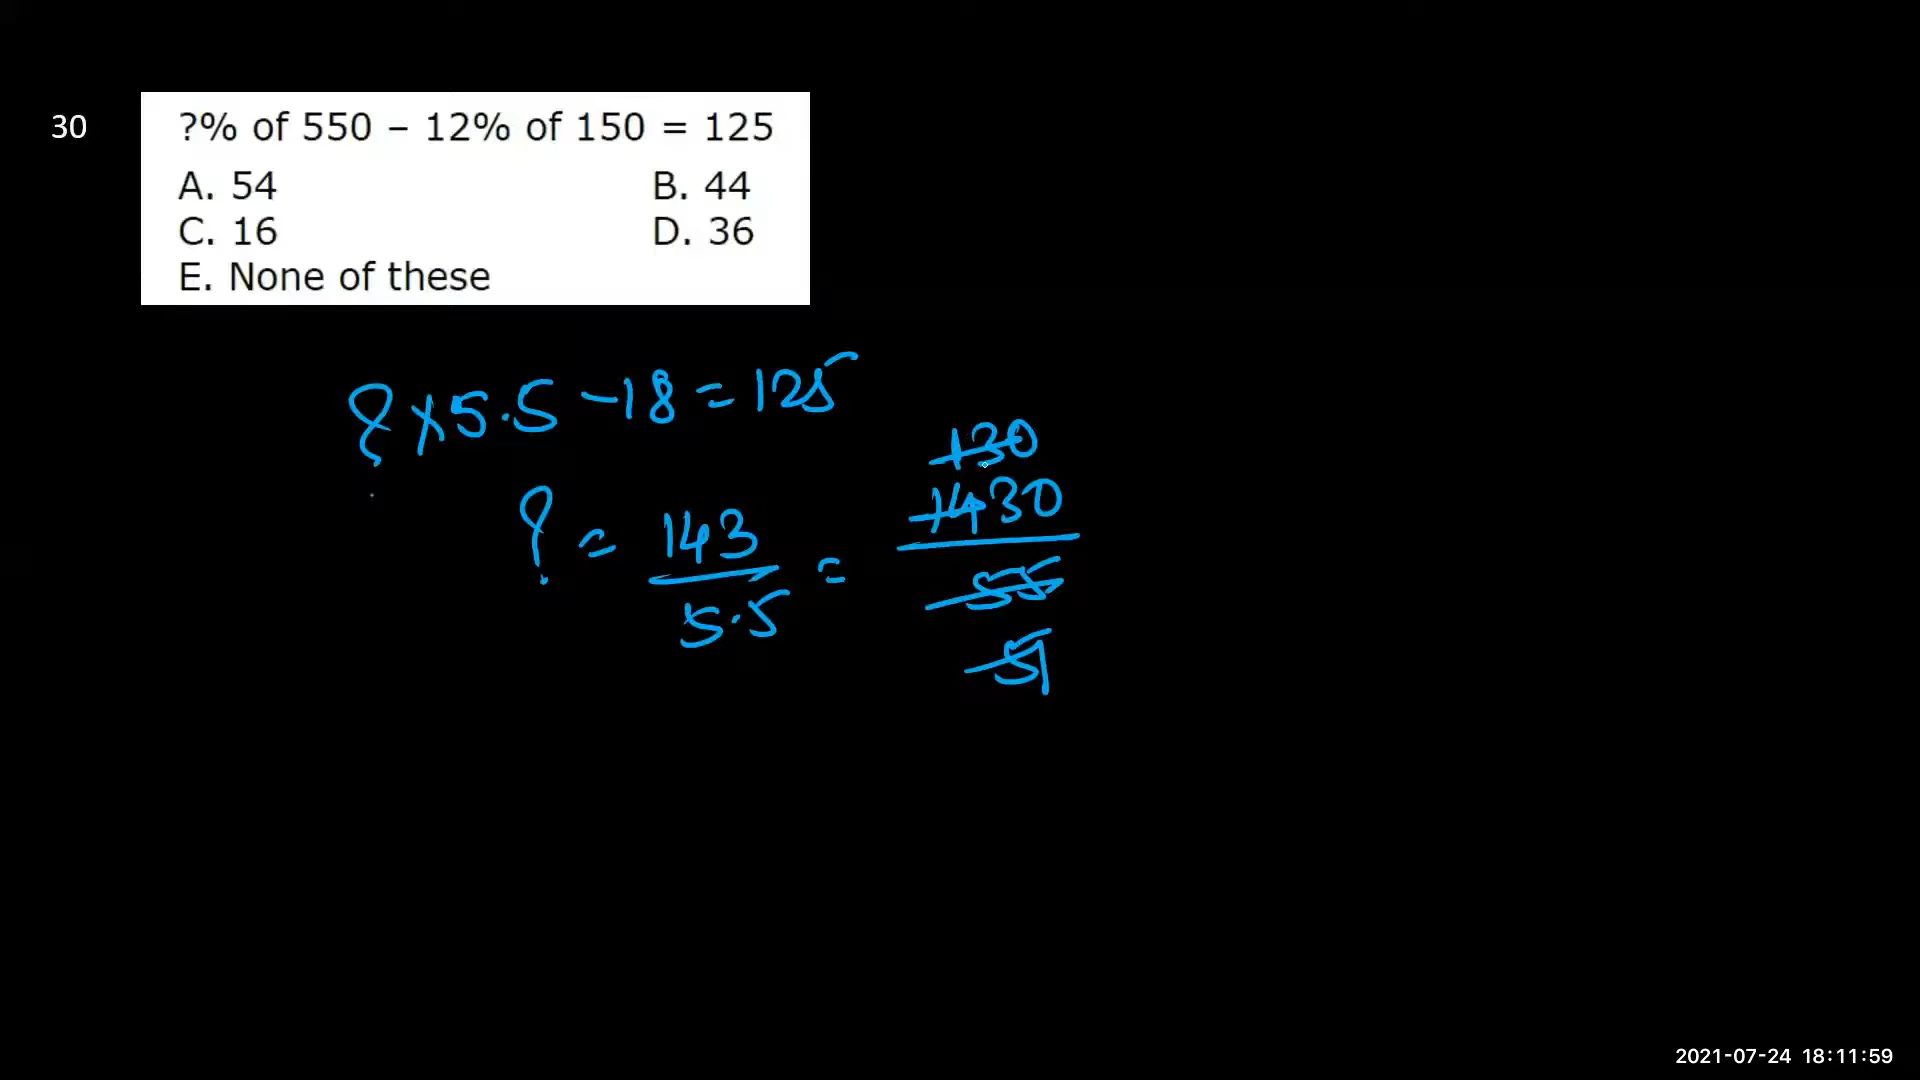 30
?% of 550 – 12% of 150 = 125
A. 54 B. 44
C. 16 D. 36
E. None of these
? x 5.5 - 18 = 125
130
? = 143 / 5.5 = 1430 / 55
5
2021-07-24 18:11:59